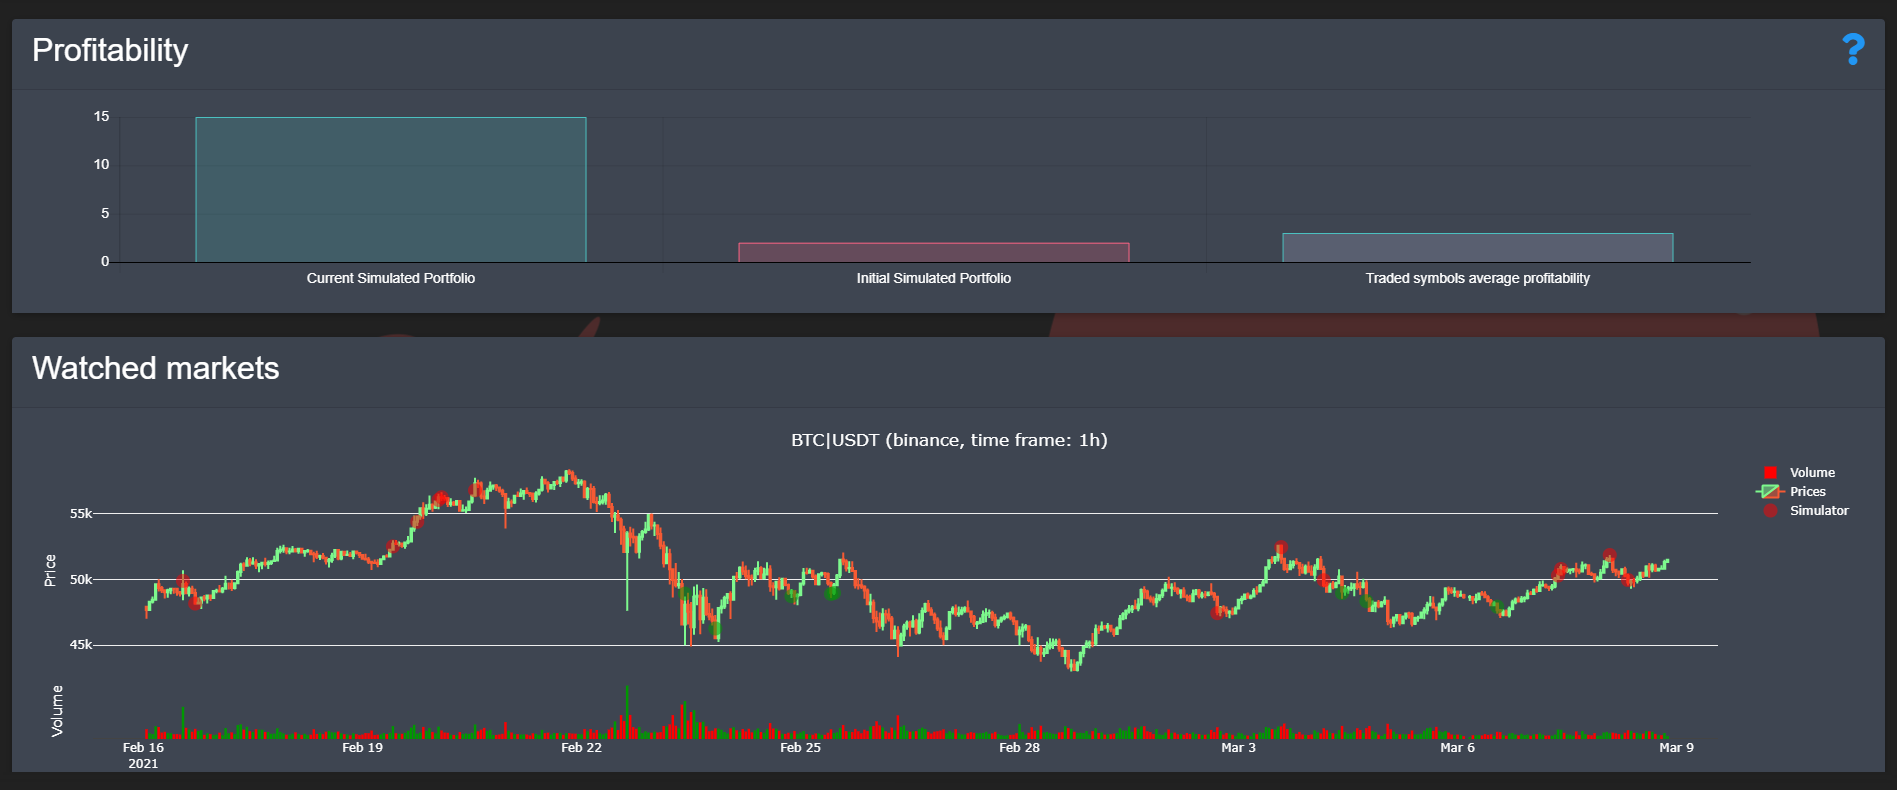 Profitability
?
15
10
5
0
Current Simulated Portfolio
Initial Simulated Portfolio
Traded symbols average profitability
Watched markets
BTC|USDT (binance, time frame: 1h)
Volume
Prices
Simulator
55k
50k
45k
Price
Volume
Feb 16
2021
Feb 19
Feb 22
Feb 25
Feb 28
Mar 3
Mar 6
Mar 9